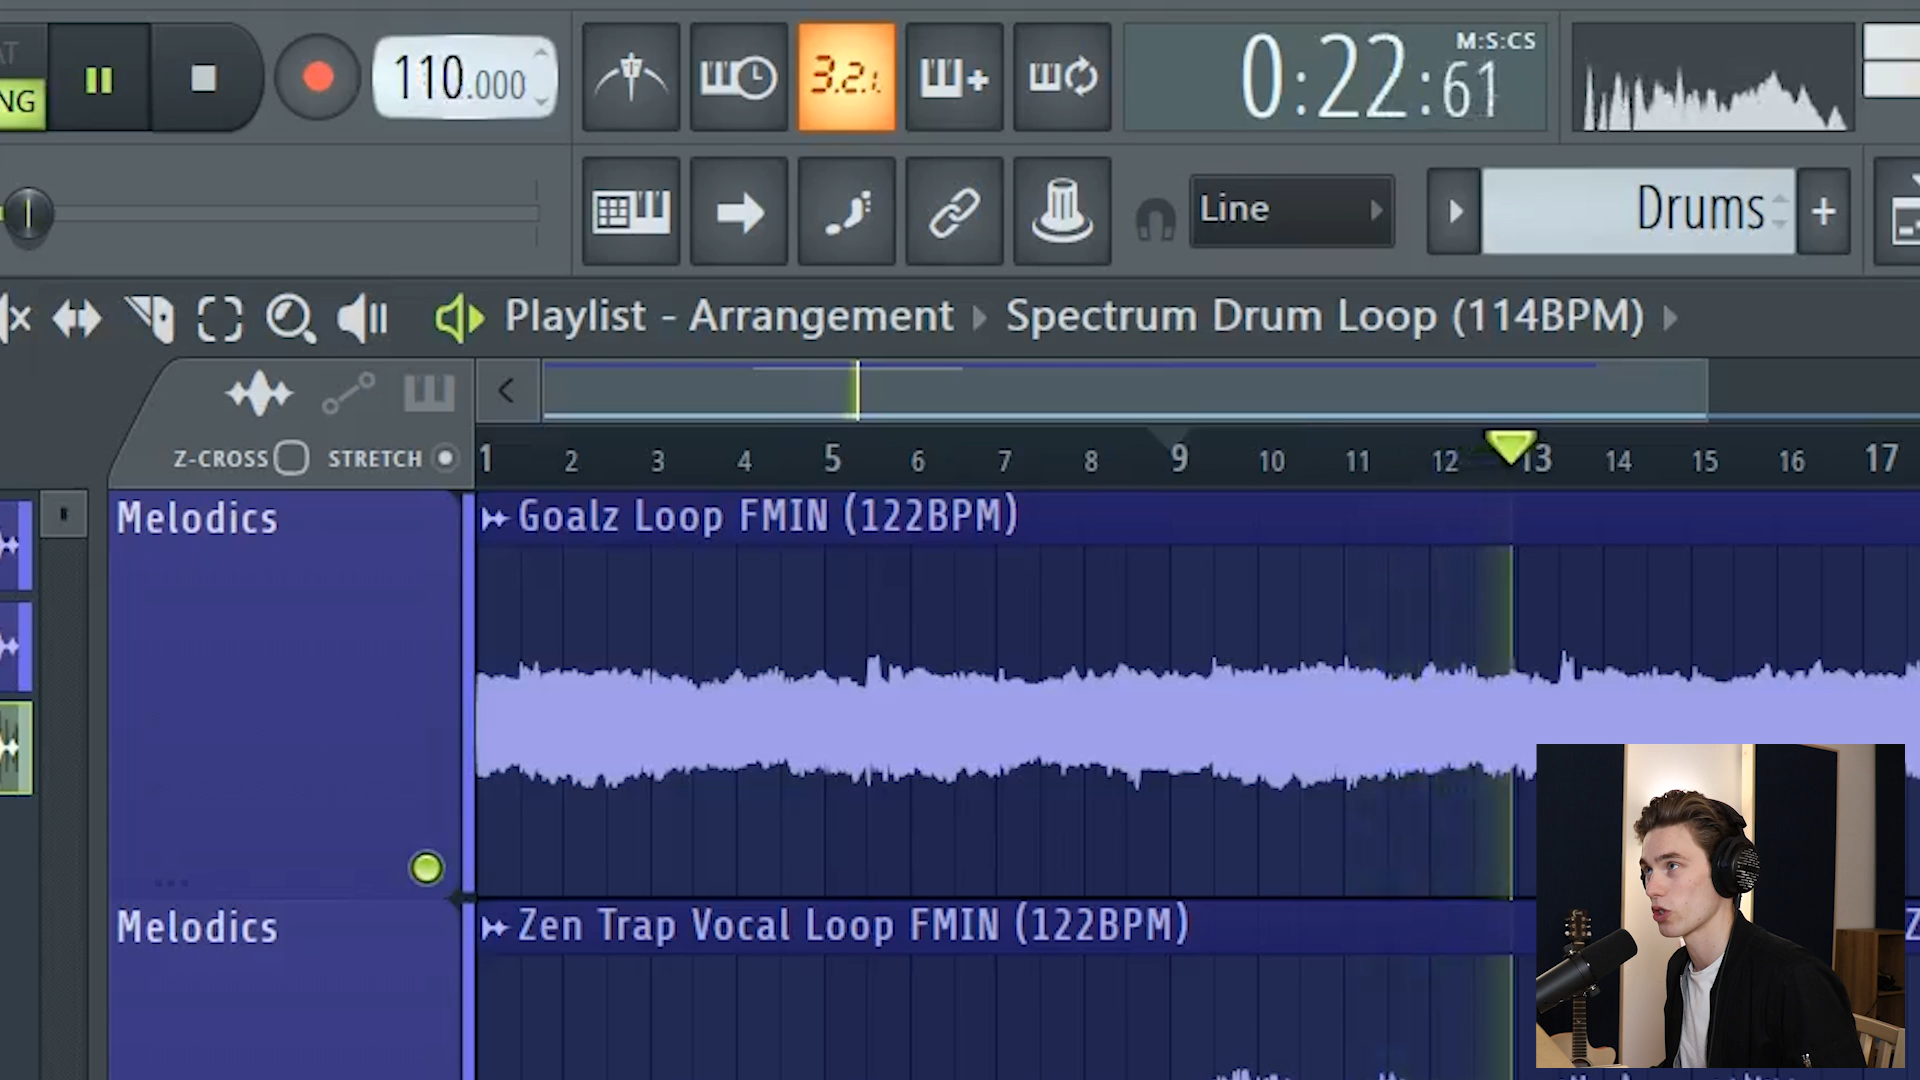 NG
110.000
3.2.1
0:22:61
M:S:CS
Line
Drums
Playlist - Arrangement
Spectrum Drum Loop (114BPM)
Z-CROSS
STRETCH
1 2 3 4 5 6 7 8 9 10 11 12 13 14 15 16 17
Melodics
Goalz Loop FMIN (122BPM)
Melodics
Zen Trap Vocal Loop FMIN (122BPM)